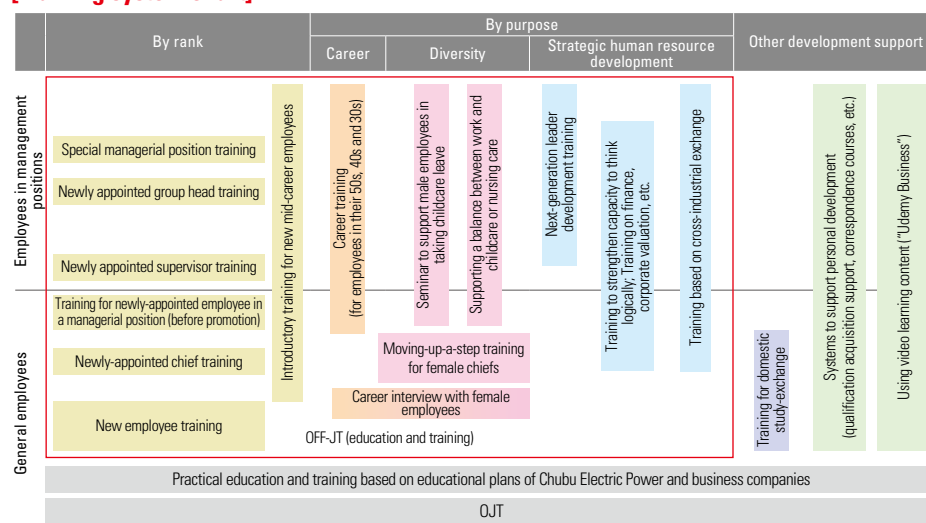 By rank
By purpose
Career
Diversity
Strategic human resource
development
Other development support
Employees in management
positions
General employees
Special managerial position training
Newly appointed group head training
Newly appointed supervisor training
Training for newly-appointed employee in
a managerial position (before promotion)
Newly-appointed chief training
New employee training
Introductory training for new mid-career employees
Career training
(for employees in their 50s, 40s and 30s)
Seminar to support male employees in
taking childcare leave
Supporting a balance between work and
childcare or nursing care
Moving-up-a-step training
for female chiefs
Career interview with female
employees
OFF-JT (education and training)
Next-generation leader
development training
Training to strengthen capacity to think
logically; Training on finance,
corporate valuation, etc.
Training based on cross-industrial exchange
Training for domestic
study-exchange
Systems to support personal development
(qualification acquisition support, correspondence courses, etc.)
Using video learning content ("Udemy Business")
Practical education and training based on educational plans of Chubu Electric Power and business companies
OJT